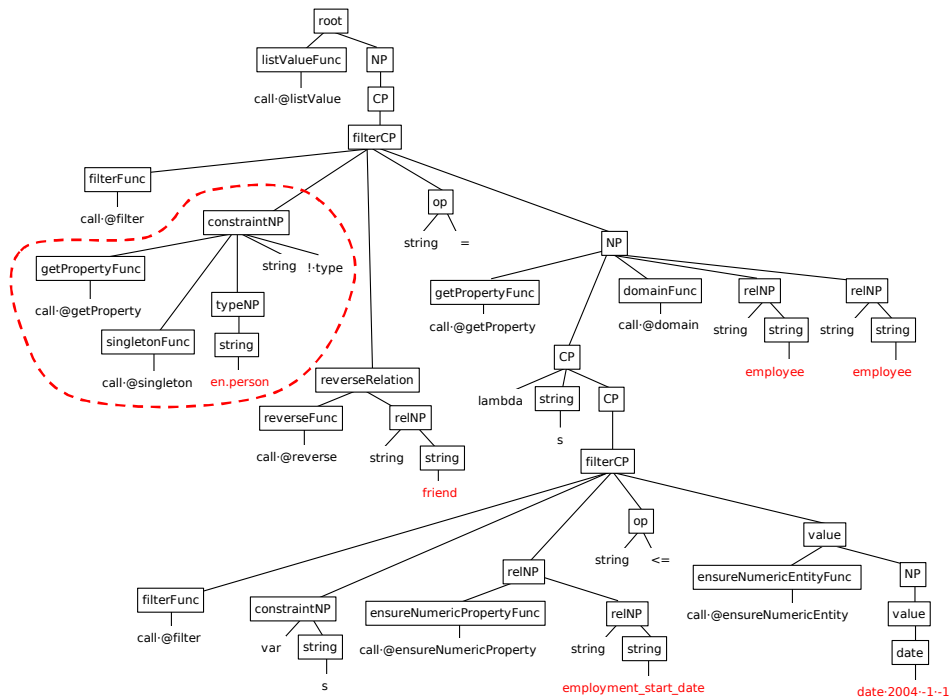 root
listValueFunc NP
call·@listValue CP
filterCP
filterFunc op
call·@filter constraintNP string = NP
getPropertyFunc string !·type getPropertyFunc domainFunc relNP relNP
call·@getProperty typeNP call·@getProperty call·@domain string string string string
singletonFunc string CP employee employee
call·@singleton en.person reverseRelation lambda string CP
reverseFunc relNP s
call·@reverse string string filterCP
friend
op value
string <=
relNP ensureNumericEntityFunc NP
filterFunc constraintNP ensureNumericPropertyFunc relNP call·@ensureNumericEntity value
call·@filter var string call·@ensureNumericProperty string string date
s employment_start_date date·2004·-1·-1